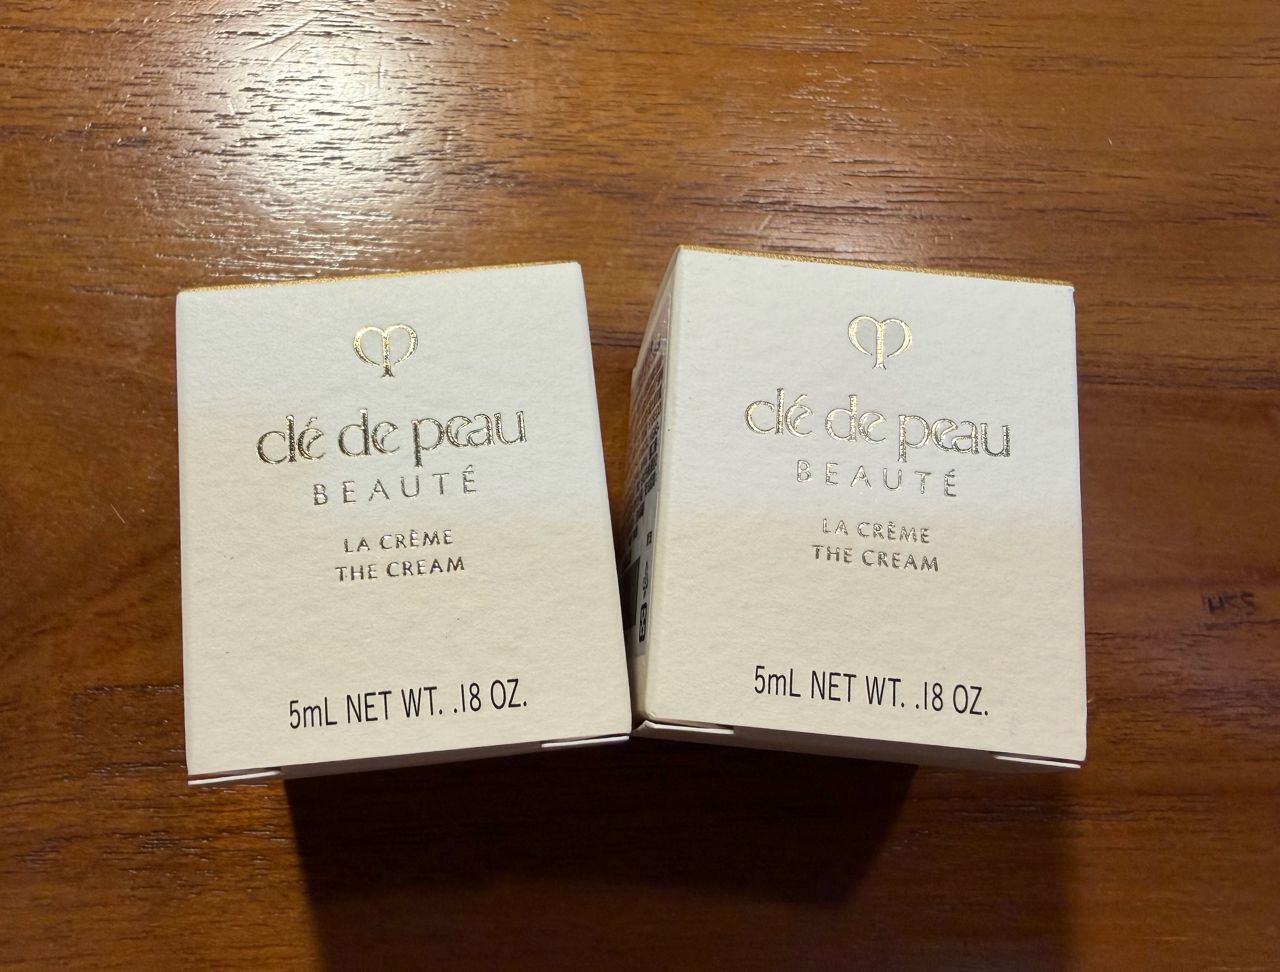 clé de peau
BEAUTÉ
LA CRÈME
THE CREAM
5mL NET WT. .18 OZ.
clé de peau
BEAUTÉ
LA CRÈME
THE CREAM
5mL NET WT. .18 OZ.